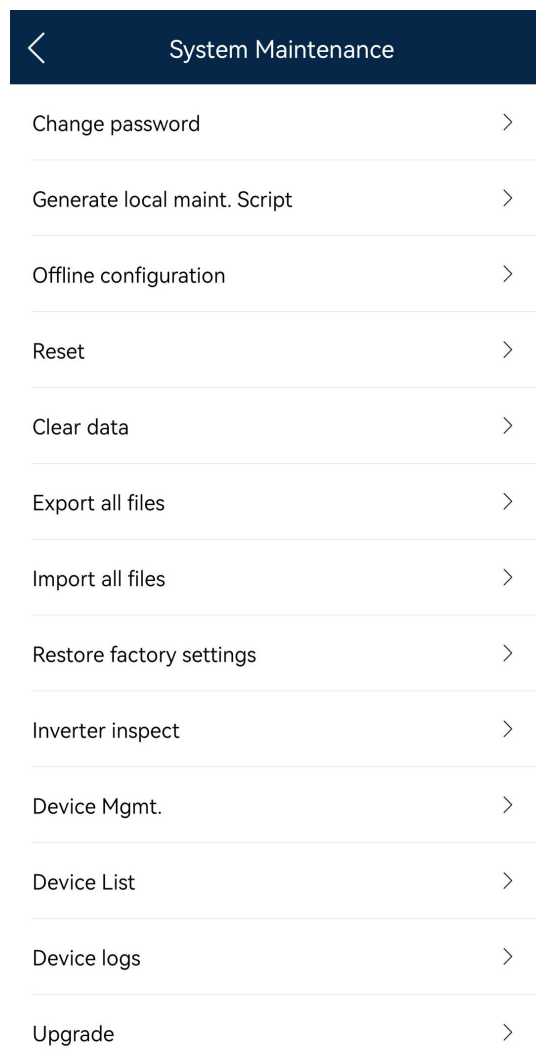 System Maintenance
Change password
Generate local maint. Script
Offline configuration
Reset
Clear data
Export all files
Import all files
Restore factory settings
Inverter inspect
Device Mgmt.
Device List
Device logs
Upgrade